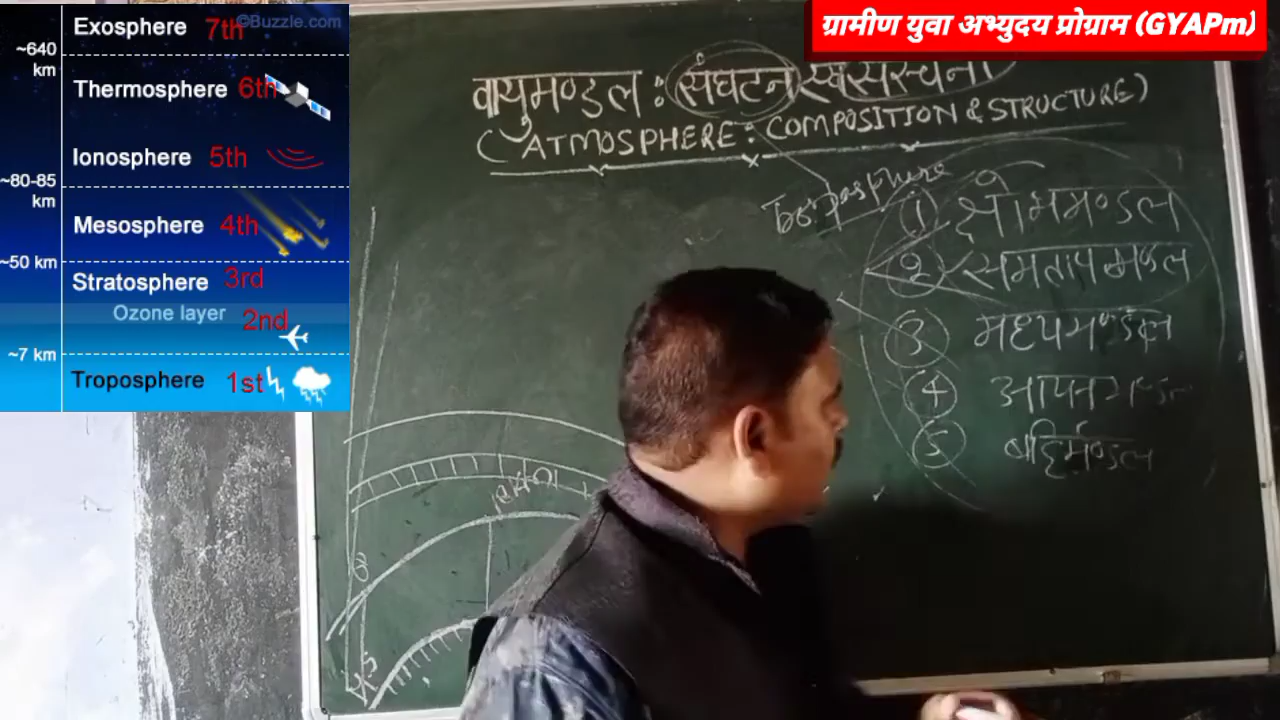 ©Buzzle.com
Exosphere 7th
~640 km
Thermosphere 6th
Ionosphere 5th
~80-85 km
Mesosphere 4th
~50 km
Stratosphere 3rd
Ozone layer 2nd
~7 km
Troposphere 1st
ग्रामीण युवा अभ्युदय प्रोग्राम (GYAPm)
वायुमण्डल : संघटन एवं संरचना
(ATMOSPHERE: COMPOSITION & STRUCTURE)
① क्षोभमण्डल
② समतापमण्डल
③ मध्यमण्डल
④ आयनमण्डल
⑤ बहिर्मण्डल